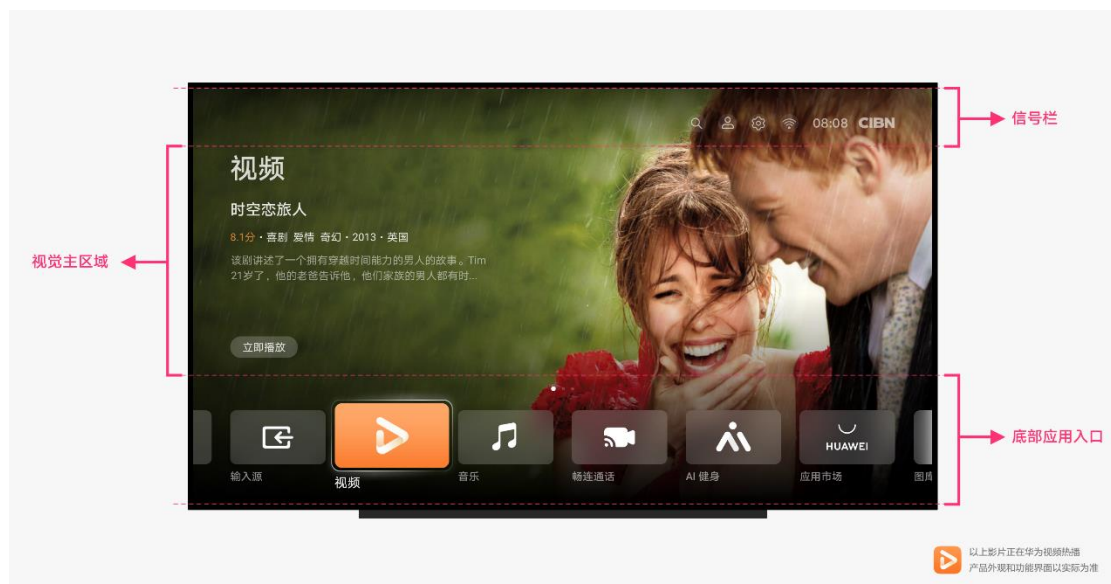 08:08 CIBN
信号栏
视频
时空恋旅人
8.1分・喜剧 爱情 奇幻・2013・英国
该剧讲述了一个拥有穿越时间能力的男人的故事。Tim
21岁了，他的老爸告诉他，他们家族的男人都有时...
视觉主区域
立即播放
HUAWEI
底部应用入口
输入源
视频
音乐
畅连通话
AI 健身
应用市场
图库
以上影片正在华为视频热播
产品外观和功能界面以实际为准